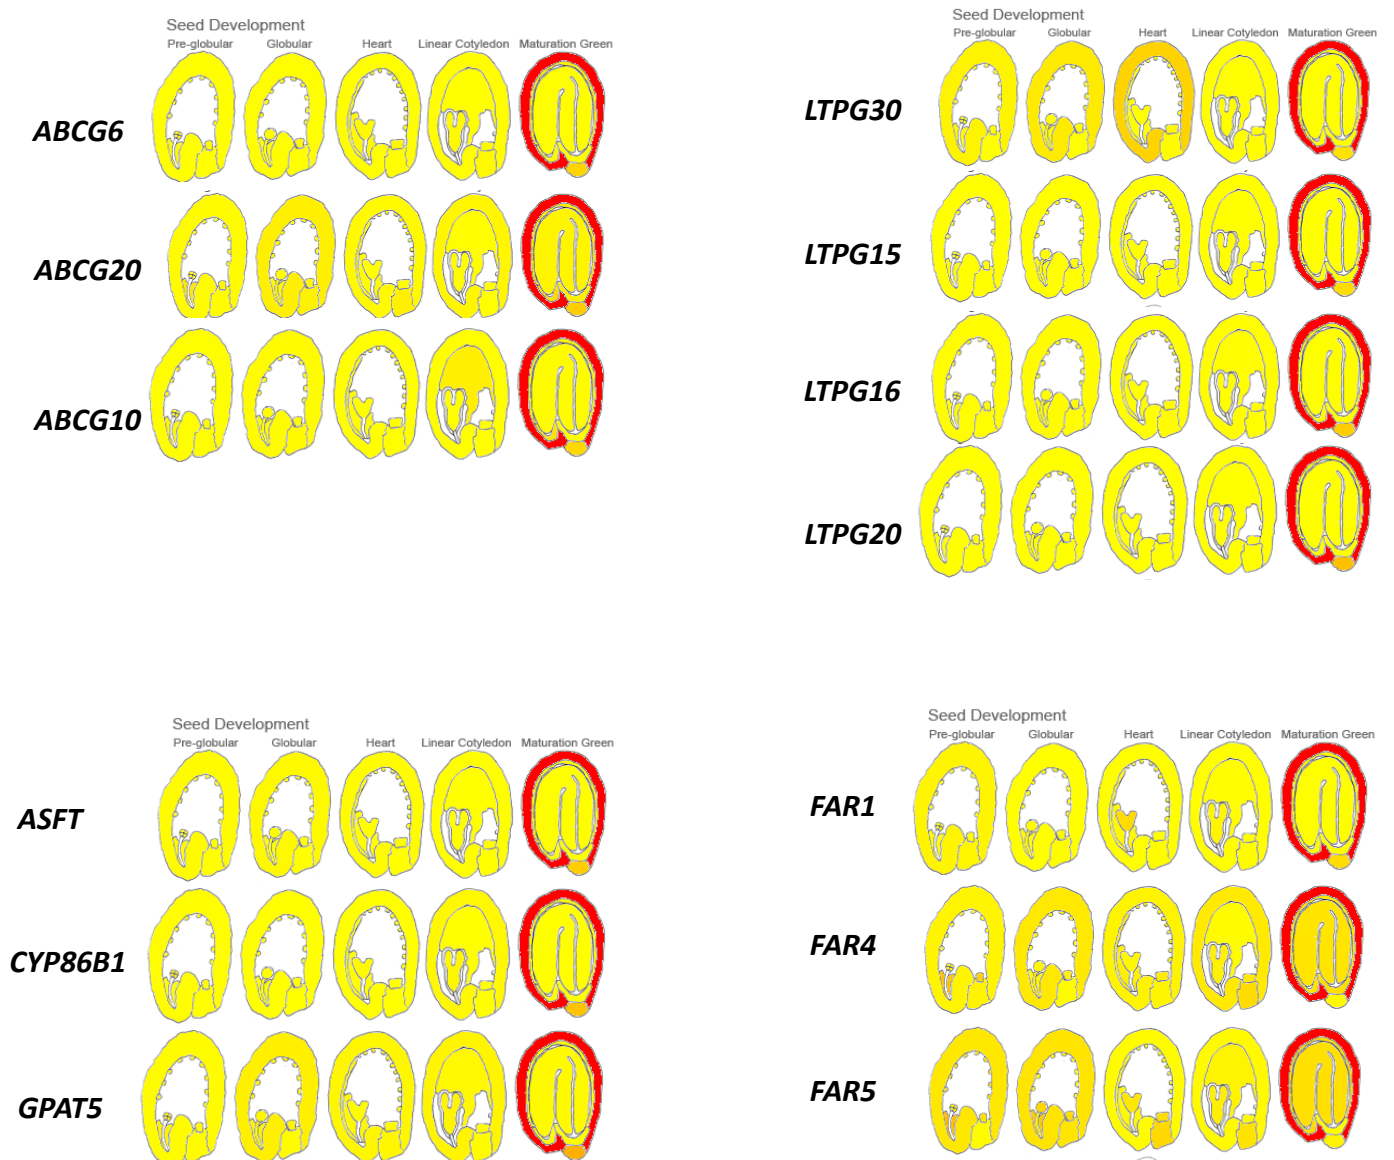 Seed Development
Pre-globular Globular Heart Linear Cotyledon Maturation Green
ABCG6
ABCG20
ABCG10
Seed Development
Pre-globular Globular Heart Linear Cotyledon Maturation Green
LTPG30
LTPG15
LTPG16
LTPG20
Seed Development
Pre-globular Globular Heart Linear Cotyledon Maturation Green
ASFT
CYP86B1
GPAT5
Seed Development
Pre-globular Globular Heart Linear Cotyledon Maturation Green
FAR1
FAR4
FAR5